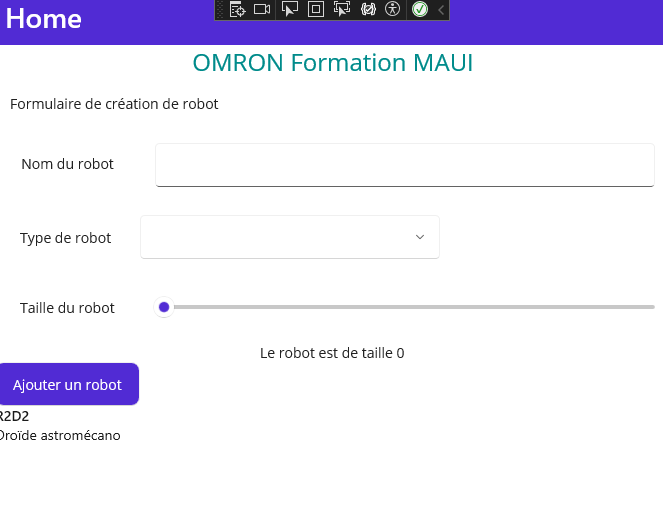 Home
OMRON Formation MAUI
Formulaire de création de robot
Nom du robot
Type de robot
Taille du robot
Le robot est de taille 0
Ajouter un robot
R2D2
Droïde astromécano